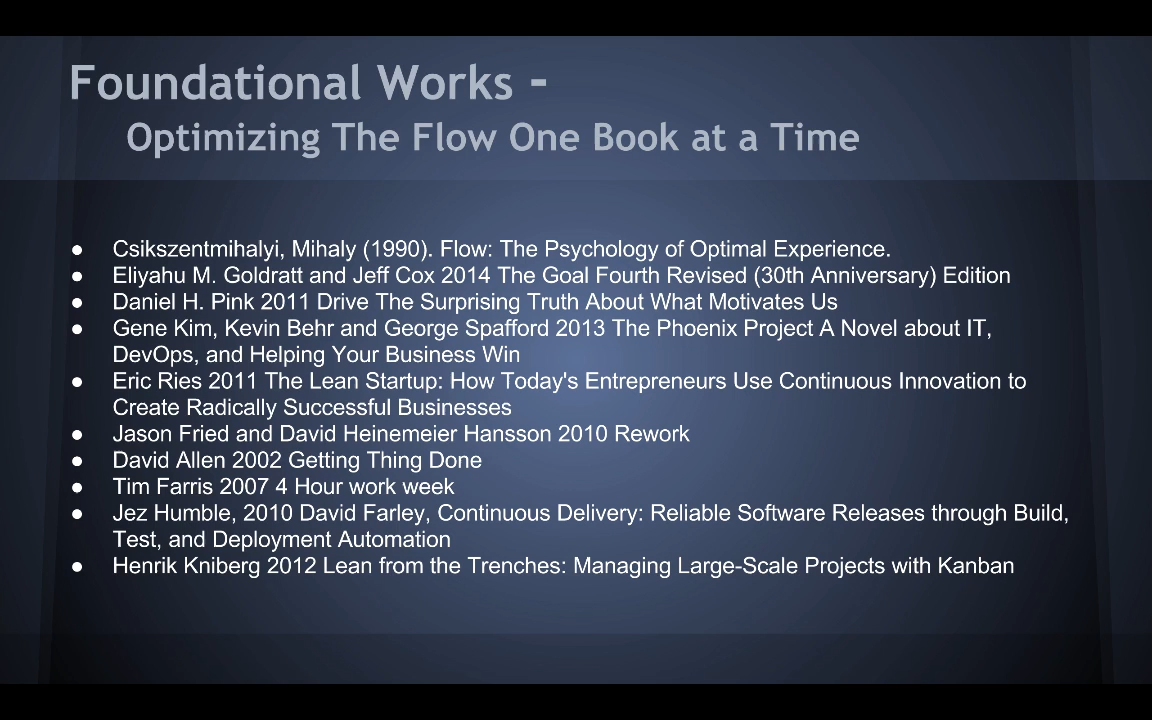 Foundational Works -
Optimizing The Flow One Book at a Time
● Csikszentmihalyi, Mihaly (1990). Flow: The Psychology of Optimal Experience.
● Eliyahu M. Goldratt and Jeff Cox 2014 The Goal Fourth Revised (30th Anniversary) Edition
● Daniel H. Pink 2011 Drive The Surprising Truth About What Motivates Us
● Gene Kim, Kevin Behr and George Spafford 2013 The Phoenix Project A Novel about IT,
DevOps, and Helping Your Business Win
● Eric Ries 2011 The Lean Startup: How Today's Entrepreneurs Use Continuous Innovation to
Create Radically Successful Businesses
● Jason Fried and David Heinemeier Hansson 2010 Rework
● David Allen 2002 Getting Thing Done
● Tim Farris 2007 4 Hour work week
● Jez Humble, 2010 David Farley, Continuous Delivery: Reliable Software Releases through Build,
Test, and Deployment Automation
● Henrik Kniberg 2012 Lean from the Trenches: Managing Large-Scale Projects with Kanban